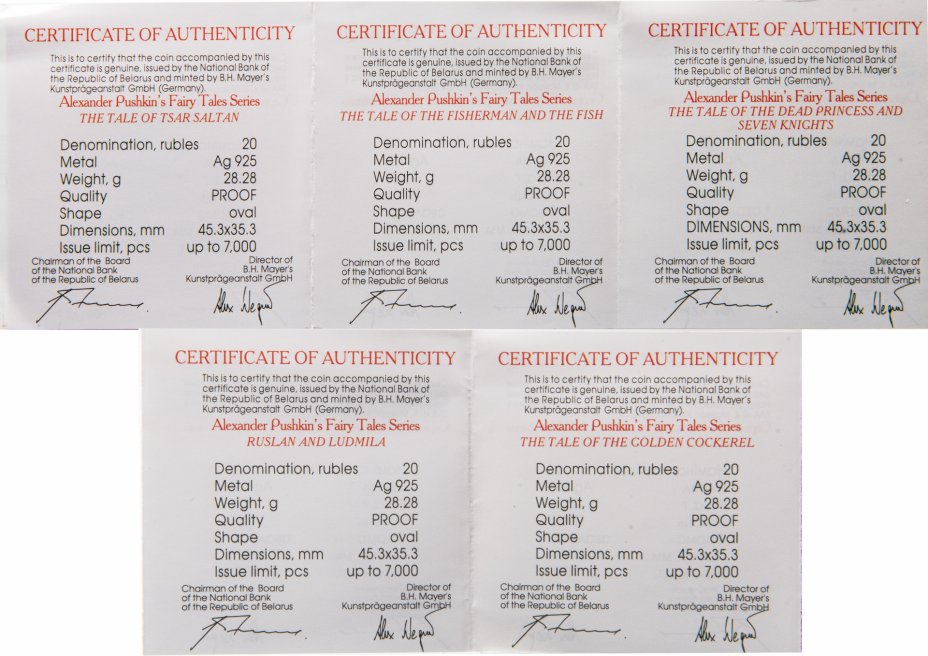 CERTIFICATE OF AUTHENTICITY
This is to certify that the coin accompanied by this
certificate is genuine, issued by the National Bank of
the Republic of Belarus and minted by B.H. Mayer's
Kunstprägeanstalt GmbH (Germany).
Alexander Pushkin's Fairy Tales Series
THE TALE OF TSAR SALTAN
Denomination, rubles 20
Metal Ag 925
Weight, g 28.28
Quality PROOF
Shape oval
Dimensions, mm 45.3x35.3
Issue limit, pcs up to 7,000
Chairman of the Board
of the National Bank
of the Republic of Belarus
Director of
B.H. Mayer's
Kunstprägeanstalt GmbH
CERTIFICATE OF AUTHENTICITY
This is to certify that the coin accompanied by this
certificate is genuine, issued by the National Bank of
the Republic of Belarus and minted by B.H. Mayer's
Kunstprägeanstalt GmbH (Germany).
Alexander Pushkin's Fairy Tales Series
THE TALE OF THE FISHERMAN AND THE FISH
Denomination, rubles 20
Metal Ag 925
Weight, g 28.28
Quality PROOF
Shape oval
Dimensions, mm 45.3x35.3
Issue limit, pcs up to 7,000
Chairman of the Board
of the National Bank
of the Republic of Belarus
Director of
B.H. Mayer's
Kunstprägeanstalt GmbH
CERTIFICATE OF AUTHENTICITY
This is to certify that the coin accompanied by this
certificate is genuine, issued by the National Bank of
the Republic of Belarus and minted by B.H. Mayer's
Kunstprägeanstalt GmbH (Germany).
Alexander Pushkin's Fairy Tales Series
THE TALE OF THE DEAD PRINCESS AND
SEVEN KNIGHTS
Denomination, rubles 20
Metal Ag 925
Weight, g 28.28
Quality PROOF
Shape oval
DIMENSIONS, mm 45.3x35.3
Issue limit, pcs up to 7,000
Chairman of the Board
of the National Bank
of the Republic of Belarus
Director of
B.H. Mayer's
Kunstprägeanstalt GmbH
CERTIFICATE OF AUTHENTICITY
This is to certify that the coin accompanied by this
certificate is genuine, issued by the National Bank of
the Republic of Belarus and minted by B.H. Mayer's
Kunstprägeanstalt GmbH (Germany).
Alexander Pushkin's Fairy Tales Series
RUSLAN AND LUDMILA
Denomination, rubles 20
Metal Ag 925
Weight, g 28.28
Quality PROOF
Shape oval
Dimensions, mm 45.3x35.3
Issue limit, pcs up to 7,000
Chairman of the Board
of the National Bank
of the Republic of Belarus
Director of
B.H. Mayer's
Kunstprägeanstalt GmbH
CERTIFICATE OF AUTHENTICITY
This is to certify that the coin accompanied by this
certificate is genuine, issued by the National Bank of
the Republic of Belarus and minted by B.H. Mayer's
Kunstprägeanstalt GmbH (Germany).
Alexander Pushkin's Fairy Tales Series
THE TALE OF THE GOLDEN COCKEREL
Denomination, rubles 20
Metal Ag 925
Weight, g 28.28
Quality PROOF
Shape oval
Dimensions, mm 45.3x35.3
Issue limit, pcs up to 7,000
Chairman of the Board
of the National Bank
of the Republic of Belarus
Director of
B.H. Mayer's
Kunstprägeanstalt GmbH